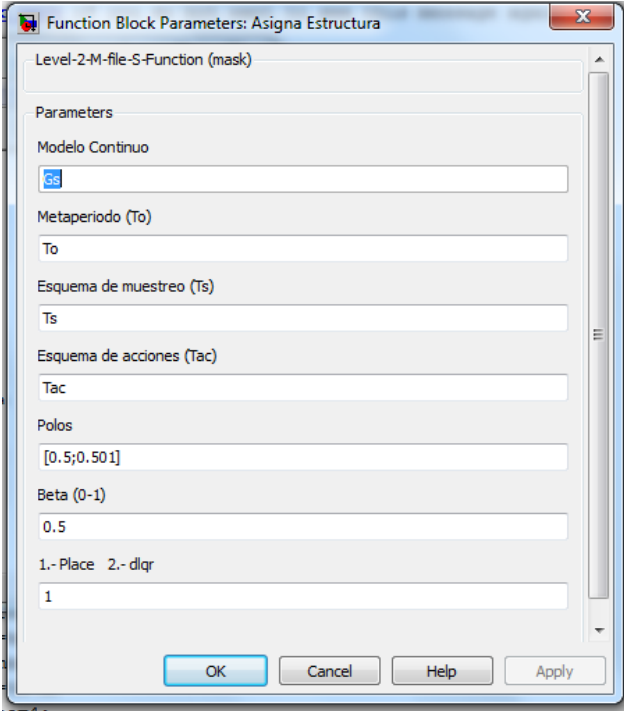 Function Block Parameters: Asigna Estructura
Level-2-M-file-S-Function (mask)
Parameters
Modelo Continuo
Gs
Metaperiodo (To)
To
Esquema de muestreo (Ts)
Ts
Esquema de acciones (Tac)
Tac
Polos
[0.5;0.501]
Beta (0-1)
0.5
1.- Place 2.- dlqr
1
OK Cancel Help Apply